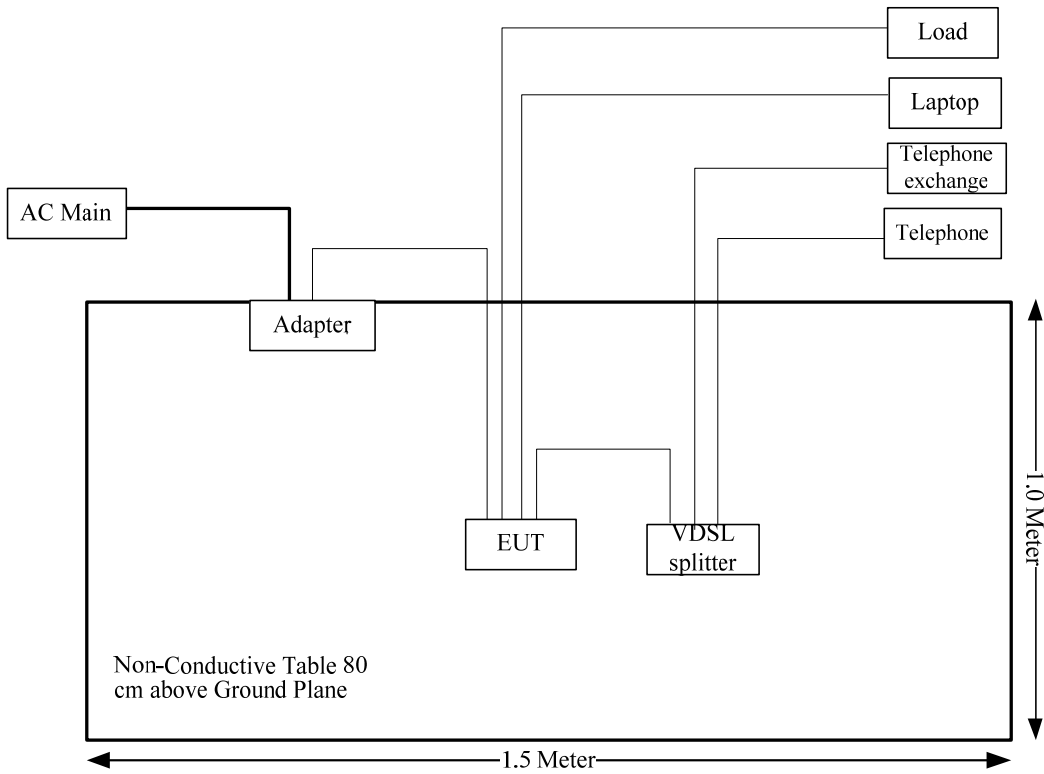 Load
Laptop
Telephone
exchange
Telephone
AC Main
Adapter
EUT
VDSL
splitter
Non-Conductive Table 80
cm above Ground Plane
1.0 Meter
1.5 Meter